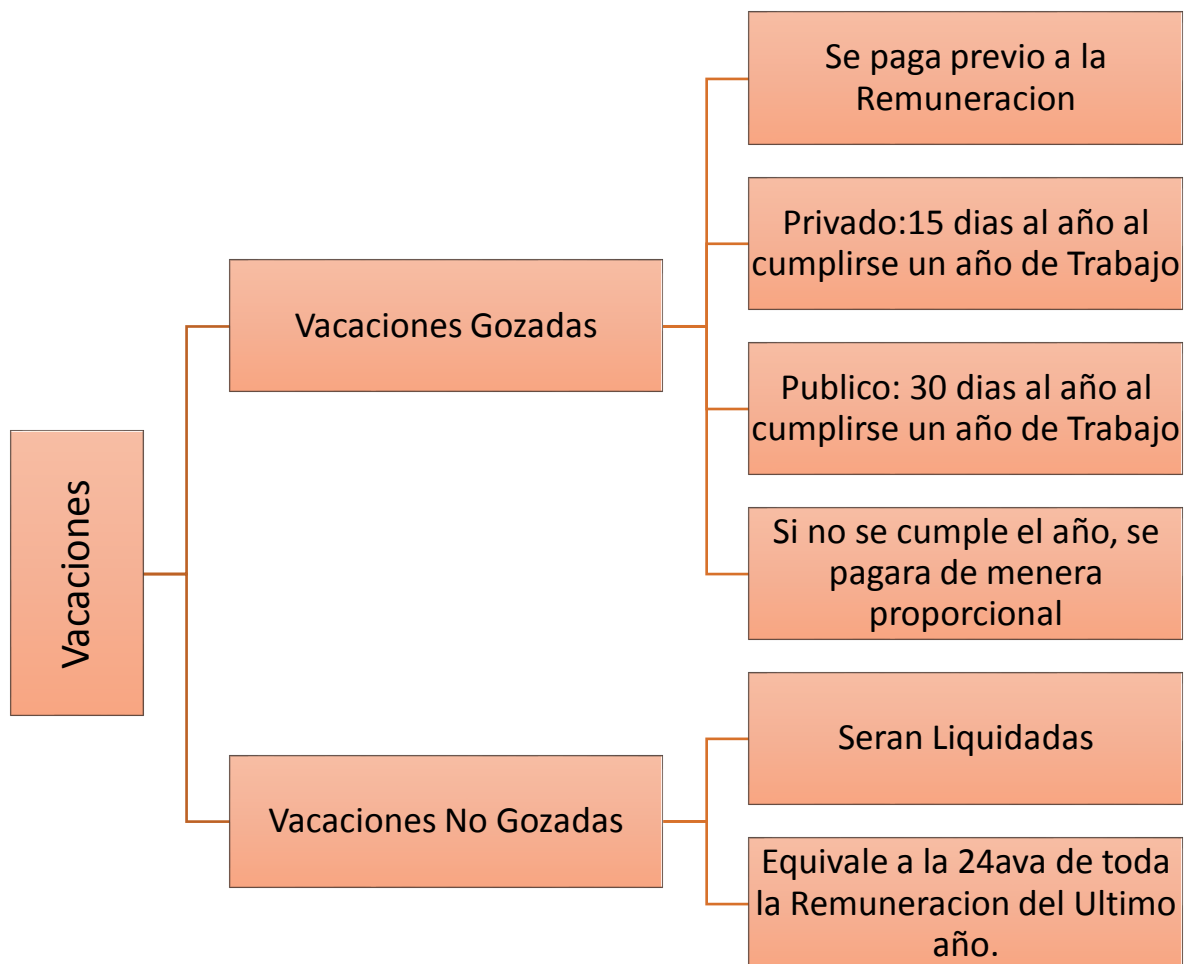 Vacaciones
Vacaciones Gozadas
Se paga previo a la
Remuneracion
Privado:15 dias al año al
cumplirse un año de Trabajo
Publico: 30 dias al año al
cumplirse un año de Trabajo
Si no se cumple el año, se
pagara de menera
proporcional
Vacaciones No Gozadas
Seran Liquidadas
Equivale a la 24ava de toda
la Remuneracion del Ultimo
año.